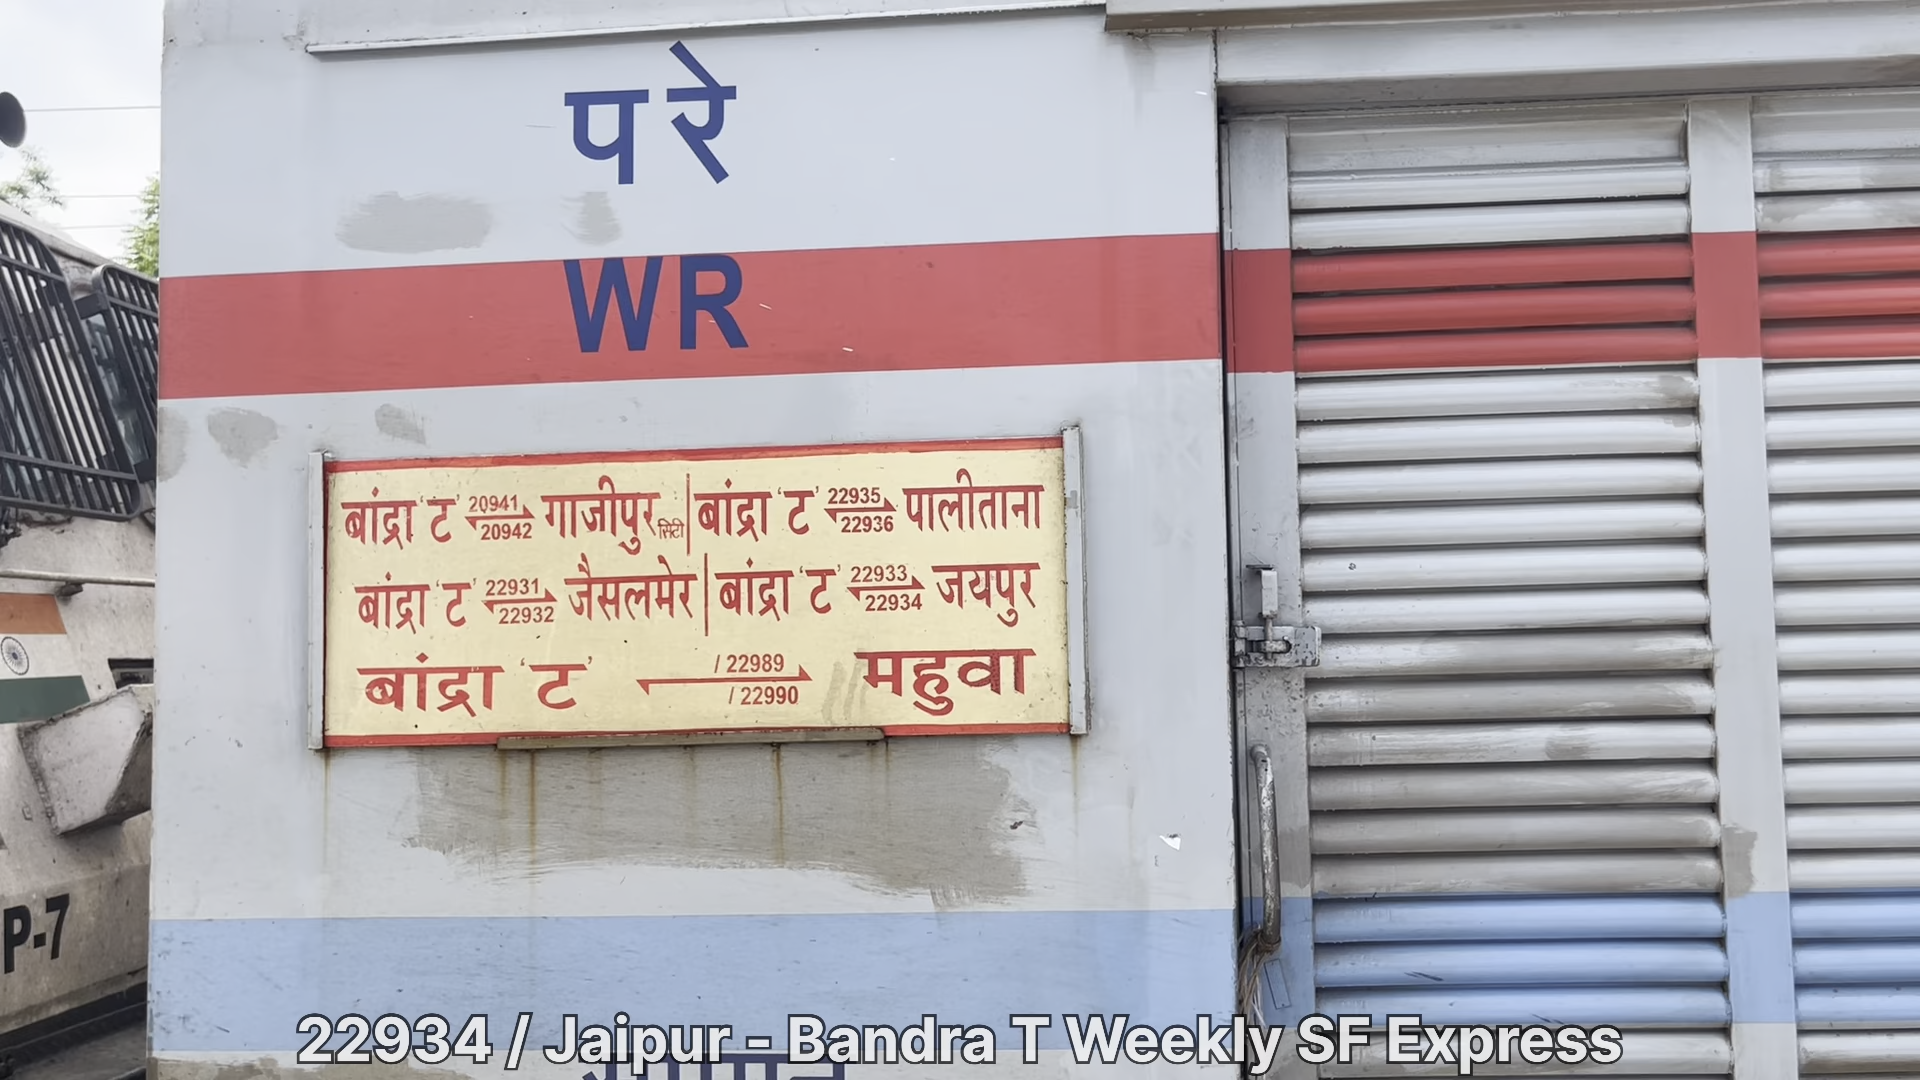 प रे
WR
बांद्रा 'ट' 20941 गाजीपुर सिटी | बांद्रा 'ट' 22935 पालीताना
20942 22936
बांद्रा 'ट' 22931 जैसलमेर | बांद्रा 'ट' 22933 जयपुर
22932 22934
बांद्रा 'ट' / 22989 महुवा
/ 22990
P-7
22934 / Jaipur - Bandra T Weekly SF Express